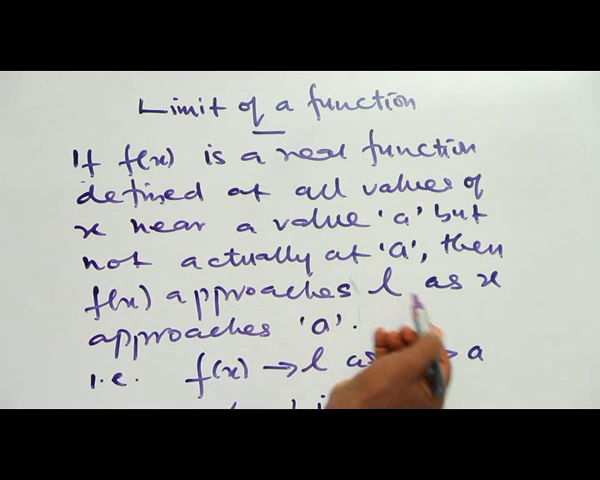 Limit of a function
If f(x) is a real function
defined at all values of
x near a value 'a' but
not actually at 'a', then
f(x) approaches l as x
approaches 'a'.
i.e. f(x) → l as → a